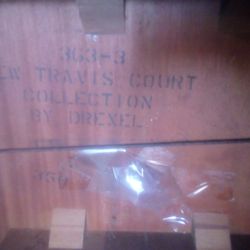 363-3
EW TRAVIS COURT
COLLECTION
BY DREXEL